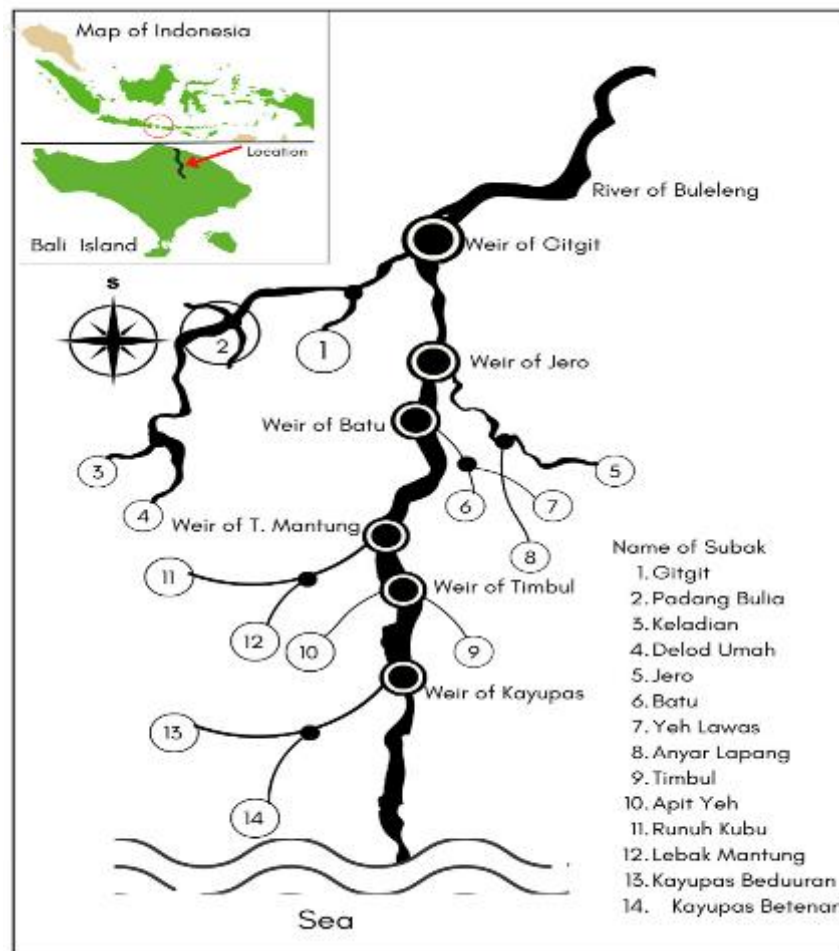 Map of Indonesia
Location
Bali Island
River of Buleleng
Weir of Gitgit
S
1
2
Weir of Jero
Weir of Batu
3
4
5
6
7
8
Weir of T. Mantung
Weir of Timbul
11
12
10
9
Weir of Kayupas
13
14
Sea
Name of Subak
1. Gitgit
2. Padang Bulia
3. Keladian
4. Delod Umah
5. Jero
6. Batu
7. Yeh Lawas
8. Anyar Lapang
9. Timbul
10. Apit Yeh
11. Runuh Kubu
12. Lebak Mantung
13. Kayupas Beduuran
14. Kayupas Betenan